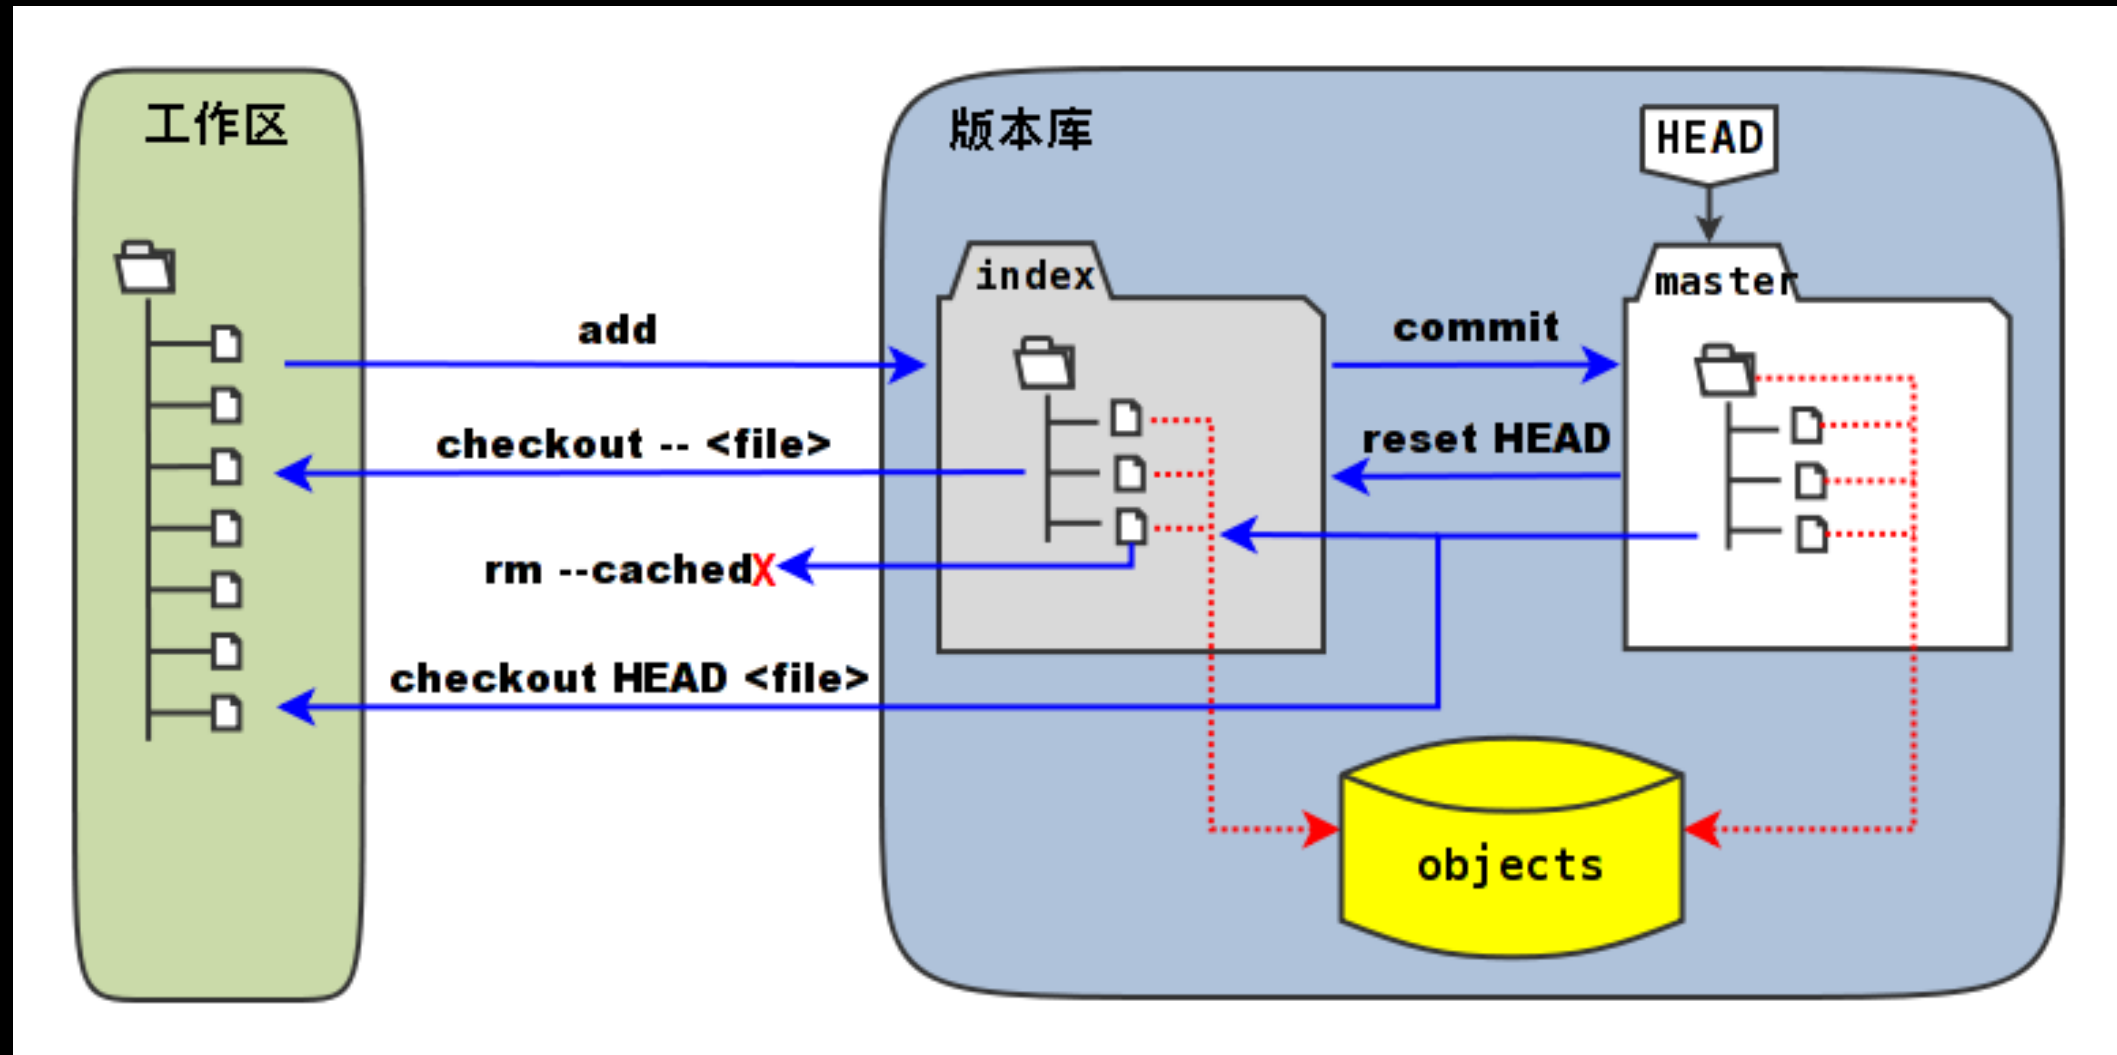 工作区
版本库
HEAD
index
master
add
commit
checkout -- <file>
reset HEAD
rm --cachedX
checkout HEAD <file>
objects